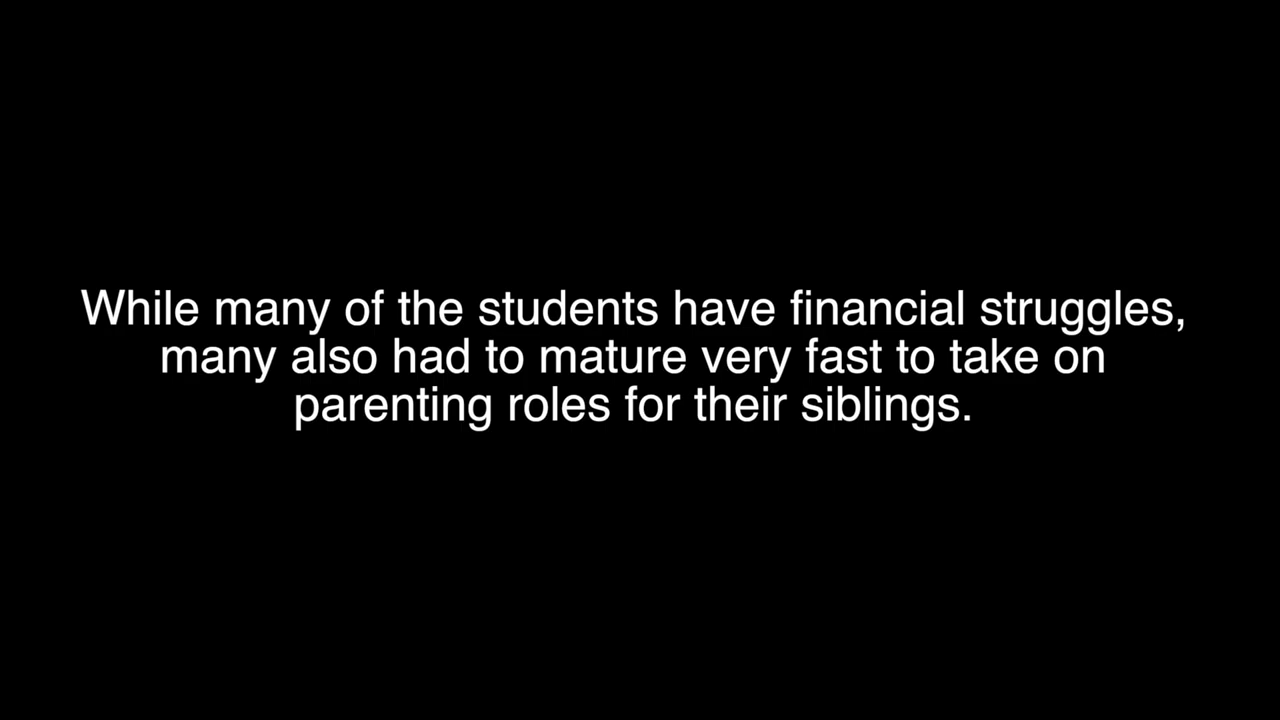 While many of the students have financial struggles,
many also had to mature very fast to take on
parenting roles for their siblings.